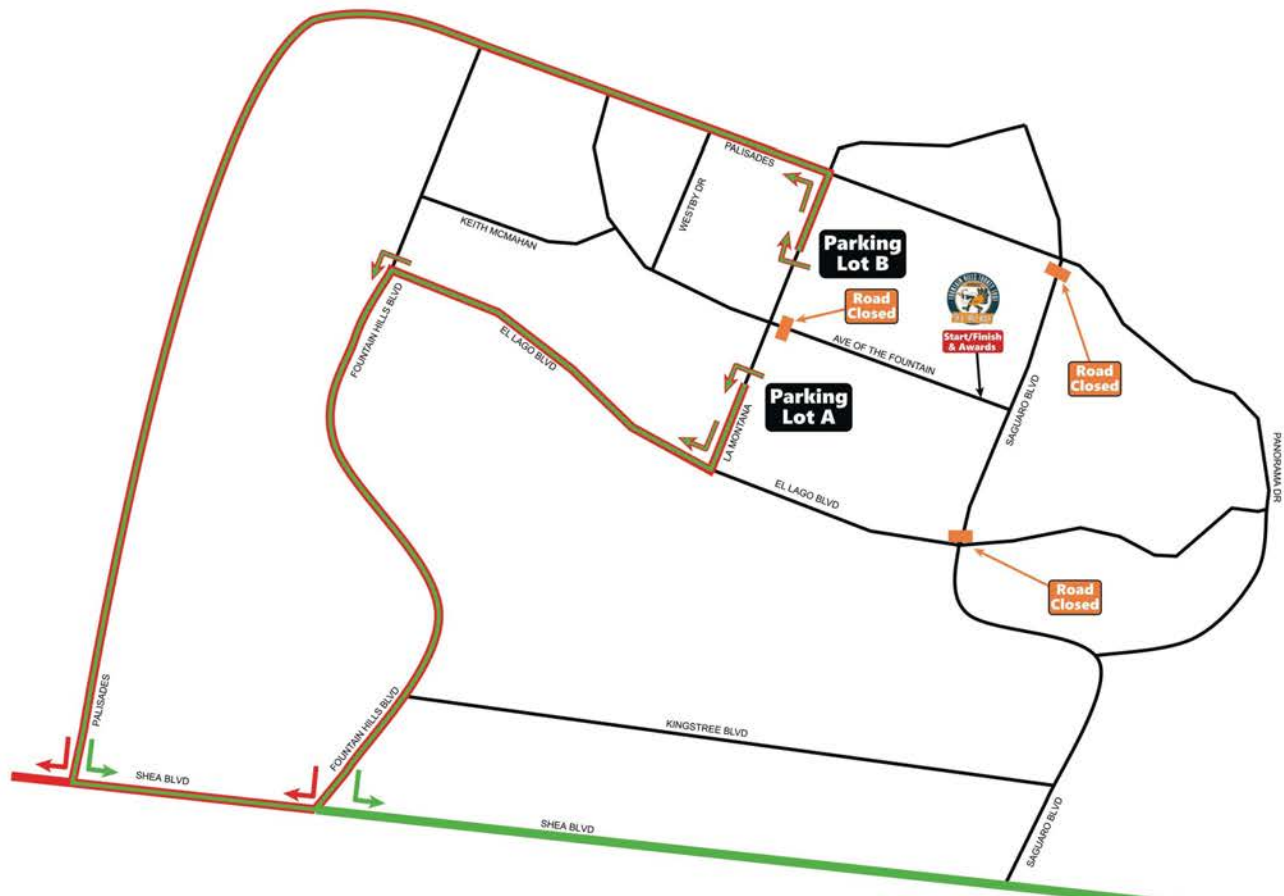 PALISADES
WESTBY DR
KEITH MCMAHAN
Parking
Lot B
Road
Closed
Start/Finish
& Awards
AVE OF THE FOUNTAIN
Road
Closed
FOUNTAIN HILLS BLVD
EL LAGO BLVD
Parking
Lot A
LA MONTANA
SAGUARO BLVD
PANORAMA DR
EL LAGO BLVD
Road
Closed
PALISADES
FOUNTAIN HILLS BLVD
KINGSTREE BLVD
SHEA BLVD
SHEA BLVD
SAGUARO BLVD